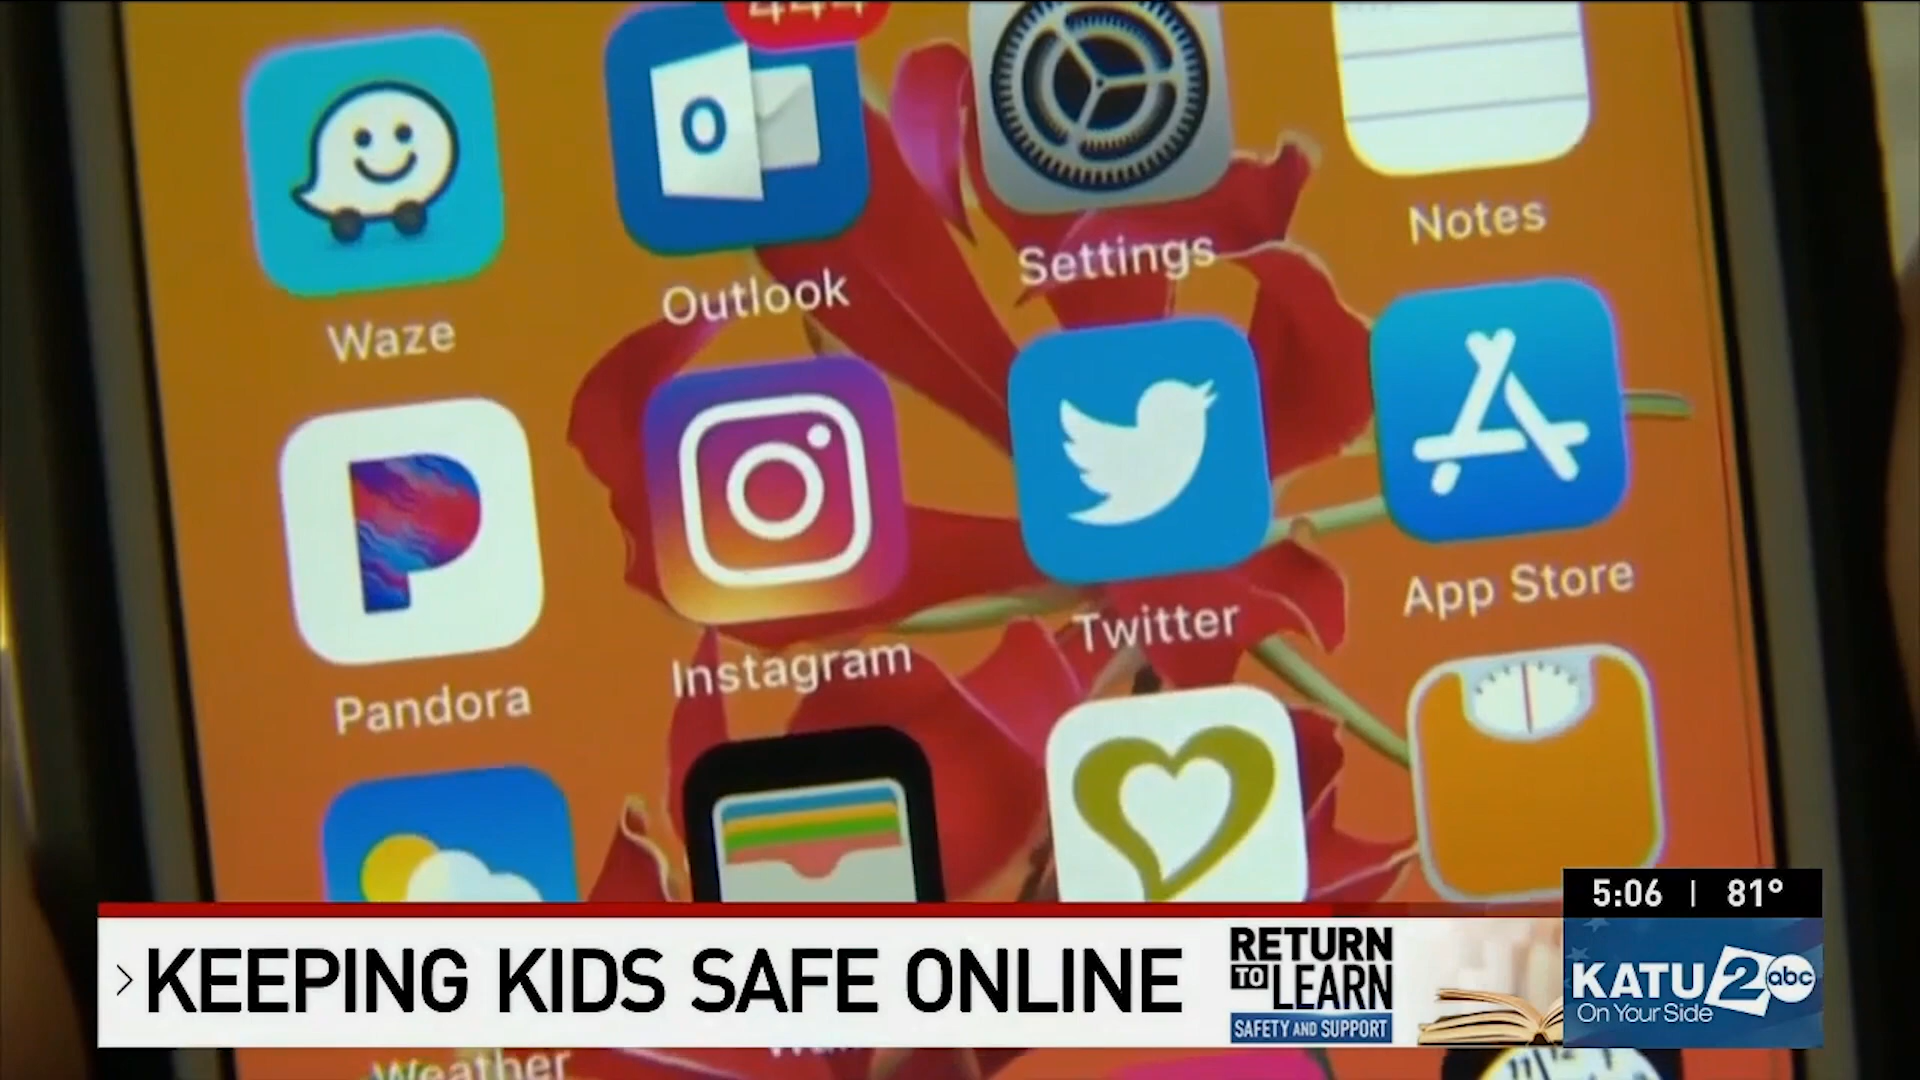 Waze
Outlook
Settings
Notes
Pandora
Instagram
Twitter
App Store
Weather
5:06 | 81°
> KEEPING KIDS SAFE ONLINE
RETURN
TO LEARN
SAFETY AND SUPPORT
KATU 2 abc
On Your Side